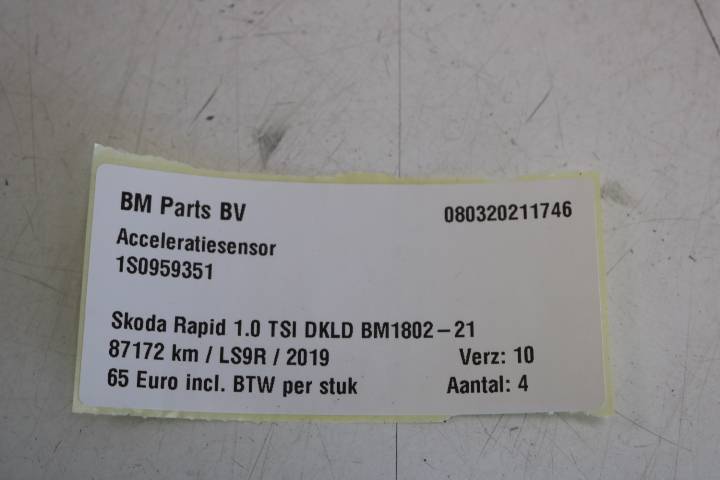 BM Parts BV 080320211746
Acceleratiesensor
1S0959351
Skoda Rapid 1.0 TSI DKLD BM1802-21
87172 km / LS9R / 2019 Verz: 10
65 Euro incl. BTW per stuk Aantal: 4